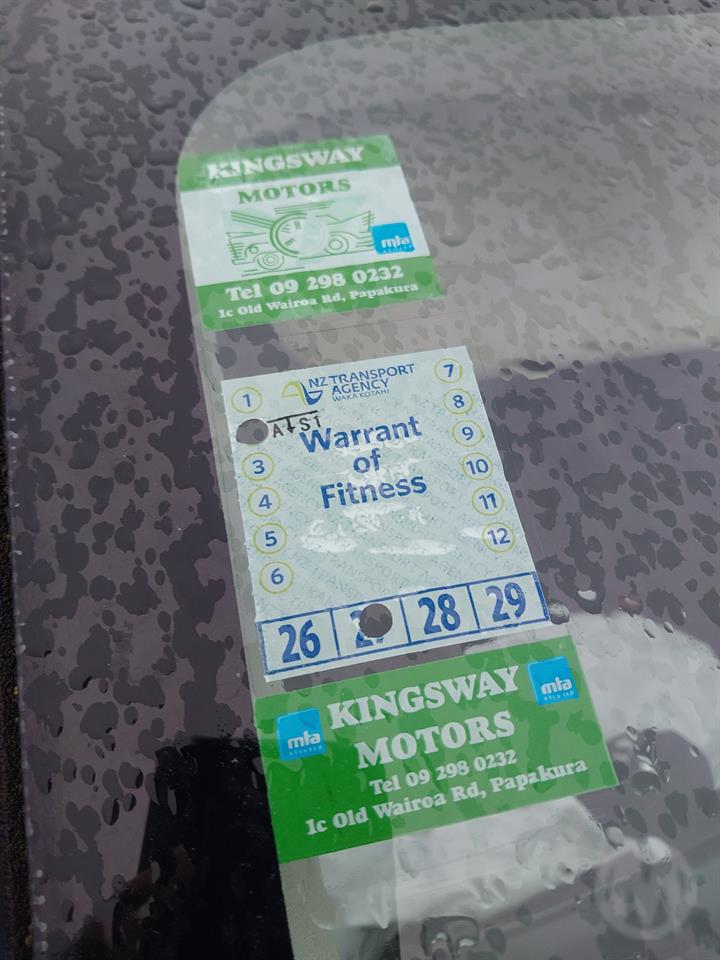 KINGSWAY
MOTORS
mta
Tel 09 298 0232
1c Old Wairoa Rd, Papakura
NZ TRANSPORT
AGENCY
WAKA KOTAHI
1
7
8
Warrant
of
Fitness
3
9
4
10
5
11
6
12
26
28
29
KINGSWAY
MOTORS
mta
mta
Tel 09 298 0232
1c Old Wairoa Rd, Papakura